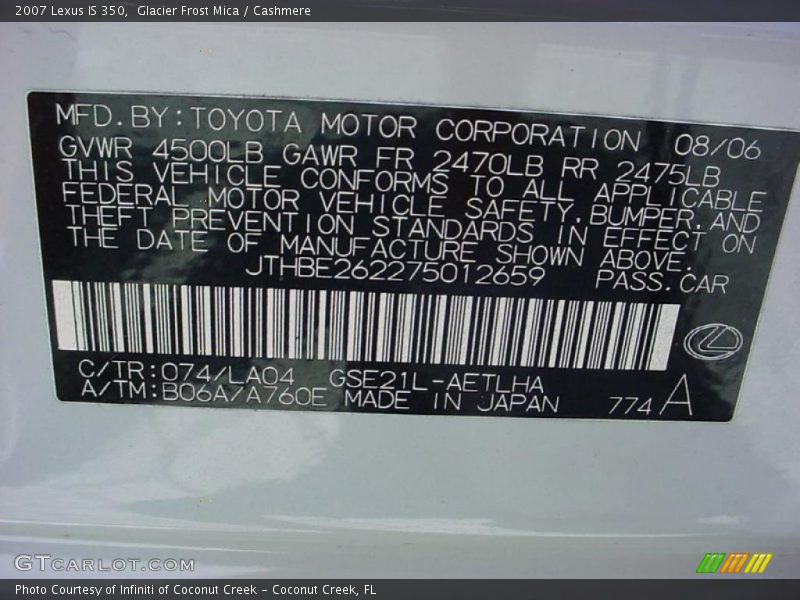 2007 Lexus IS 350,  Glacier Frost Mica / Cashmere
MFD.BY:TOYOTA MOTOR CORPORATION 08/06
GVWR 4500LB GAWR FR 2470LB RR 2475LB
THIS VEHICLE CONFORMS TO ALL APPLICABLE
FEDERAL MOTOR VEHICLE SAFETY,BUMPER,AND
THEFT PREVENTION STANDARDS IN EFFECT ON
THE DATE OF MANUFACTURE SHOWN ABOVE.
JTHBE262275012659 PASS.CAR
C/TR:074/LA04 GSE21L-AETLHA
A/TM:B06A/A760E MADE IN JAPAN 774 A
GTCARLOT.COM
Photo Courtesy of Infiniti of Coconut Creek - Coconut Creek, FL